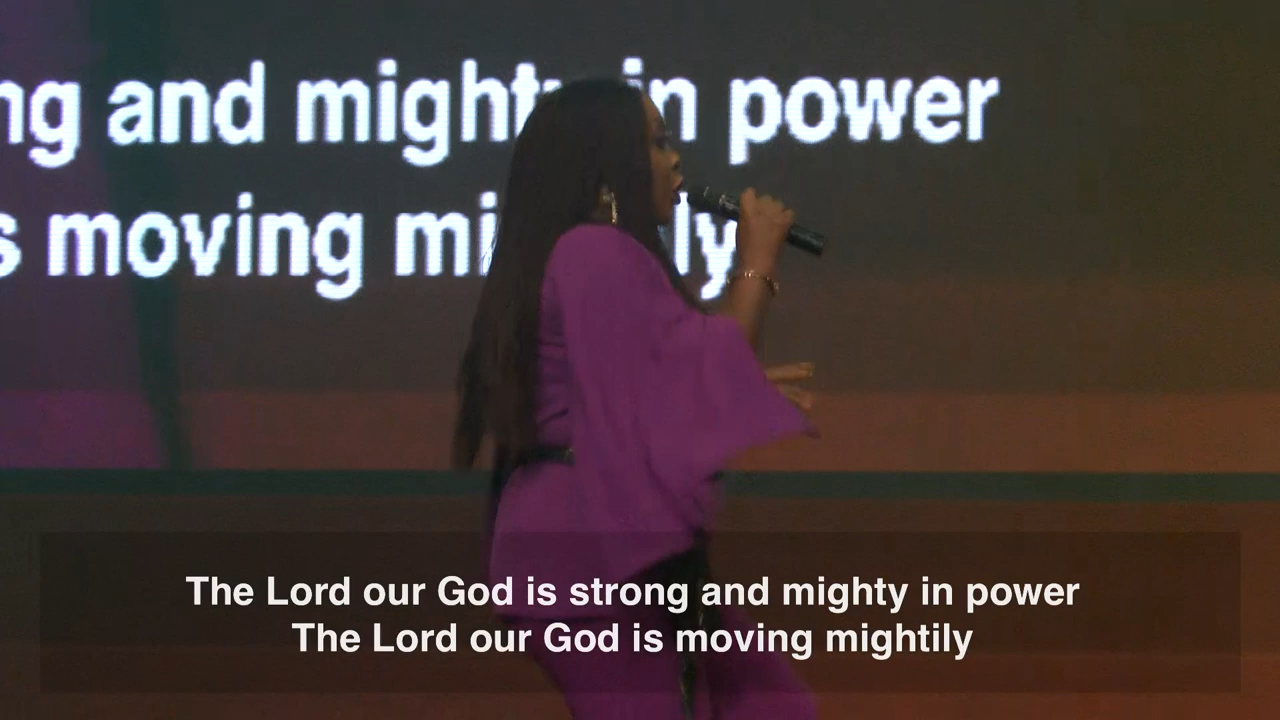 ng and mighty in power
s moving mi ly
The Lord our God is strong and mighty in power
The Lord our God is moving mightily